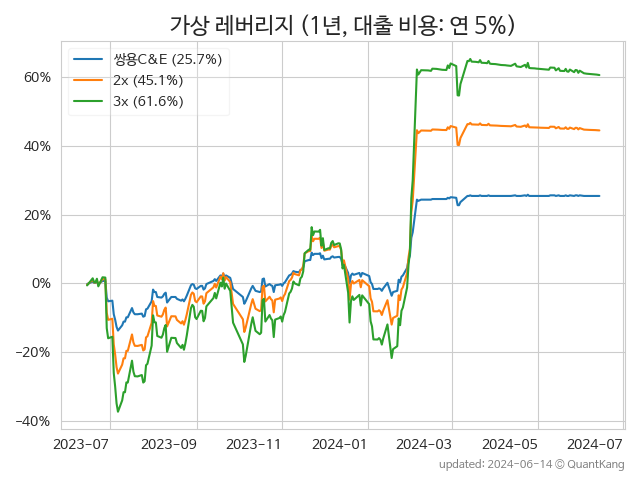 가상 레버리지 (1년, 대출 비용: 연 5%)
쌍용C&E (25.7%)
2x (45.1%)
3x (61.6%)
60%
40%
20%
0%
−20%
−40%
2023-07 2023-09 2023-11 2024-01 2024-03 2024-05 2024-07
updated: 2024-06-14 © QuantKang